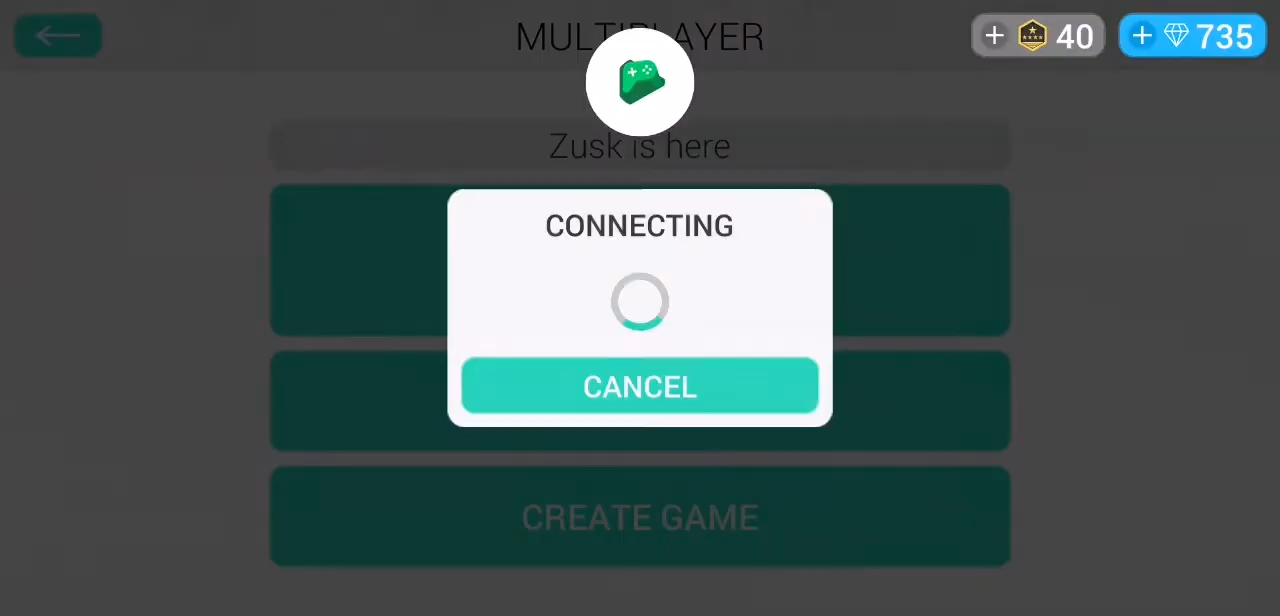 MULTIPLAYER
+ 40
+ 735
Zusk is here
CONNECTING
CANCEL
CREATE GAME